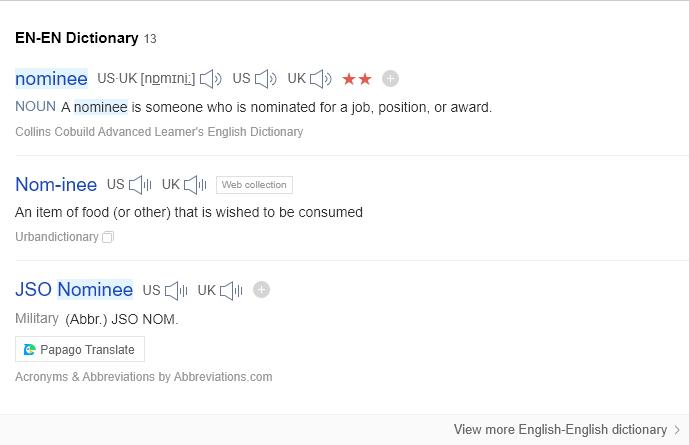 EN-EN Dictionary 13
nominee US·UK [nɒmɪniː] US UK
NOUN A nominee is someone who is nominated for a job, position, or award.
Collins Cobuild Advanced Learner's English Dictionary
Nom-inee US UK Web collection
An item of food (or other) that is wished to be consumed
Urbandictionary
JSO Nominee US UK
Military (Abbr.) JSO NOM.
Papago Translate
Acronyms & Abbreviations by Abbreviations.com
View more English-English dictionary